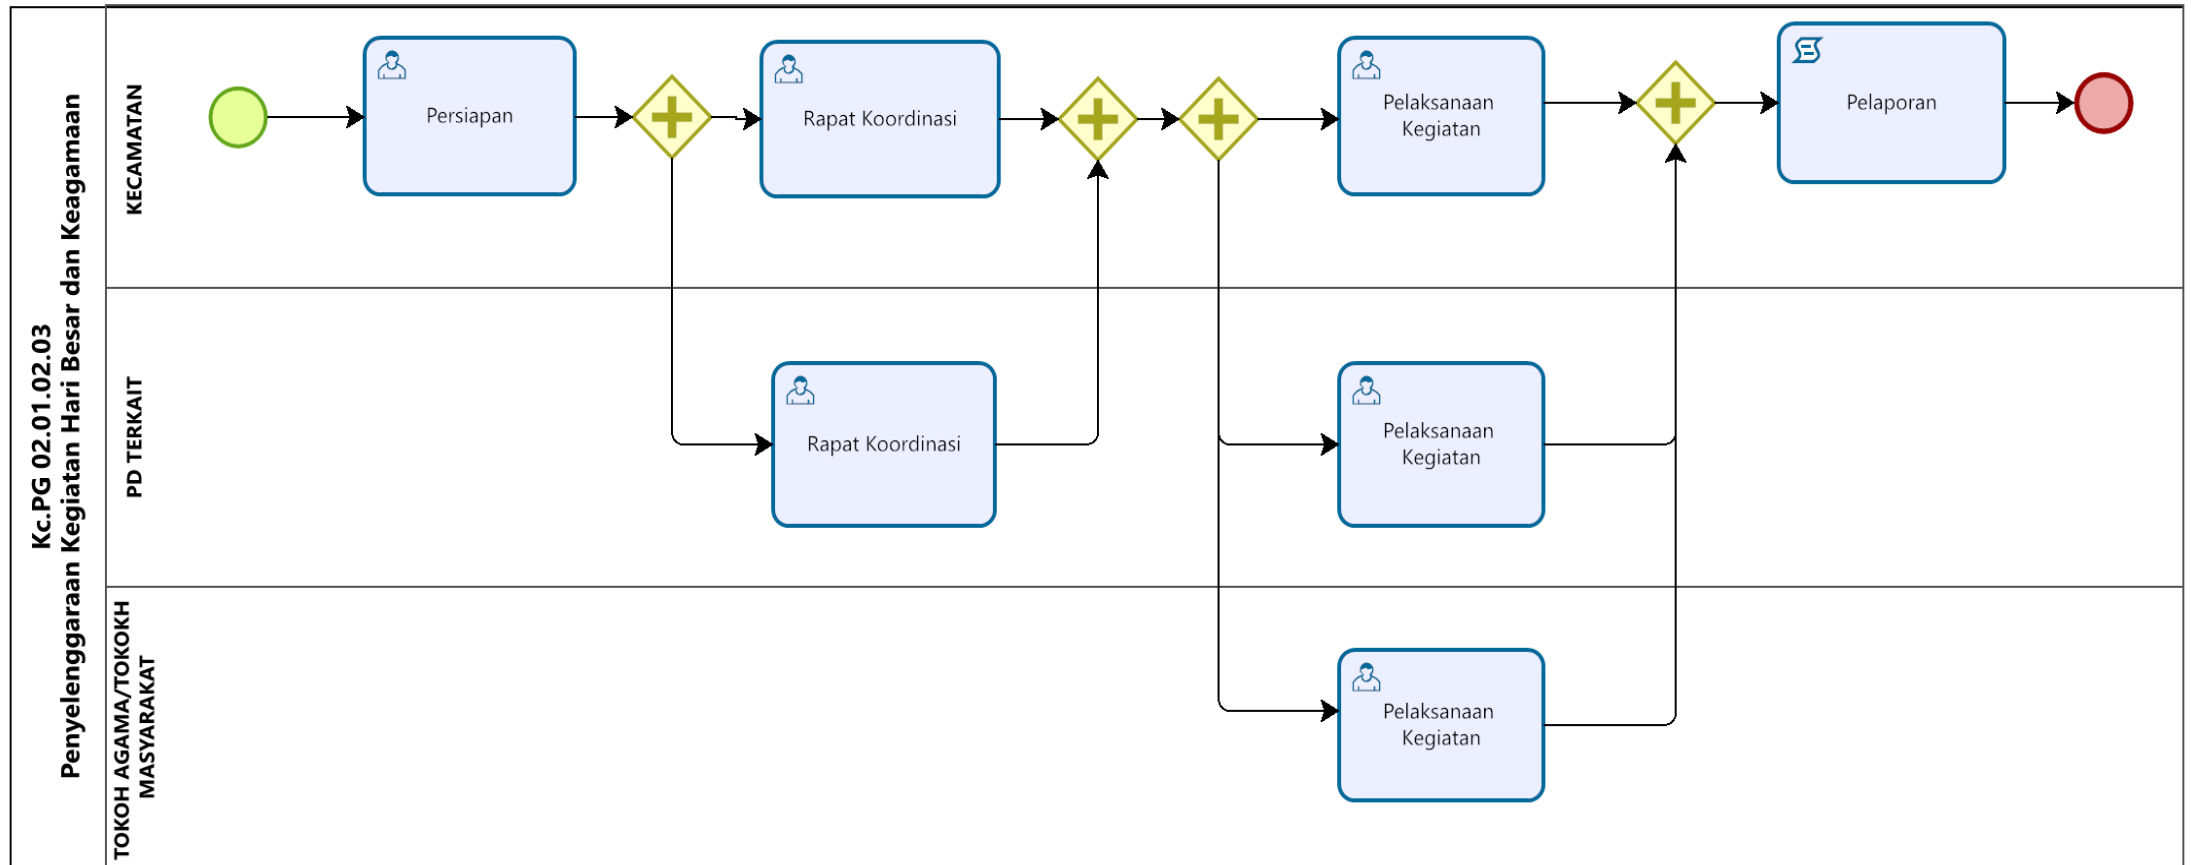 Kc.PG 02.01.02.03
Penyelenggaraan Kegiatan Hari Besar dan Keagamaan
KECAMATAN
Persiapan
Rapat Koordinasi
Pelaksanaan
Kegiatan
Pelaporan
PD TERKAIT
Rapat Koordinasi
Pelaksanaan
Kegiatan
TOKOH AGAMA/TOKOKH
MASYARAKAT
Pelaksanaan
Kegiatan